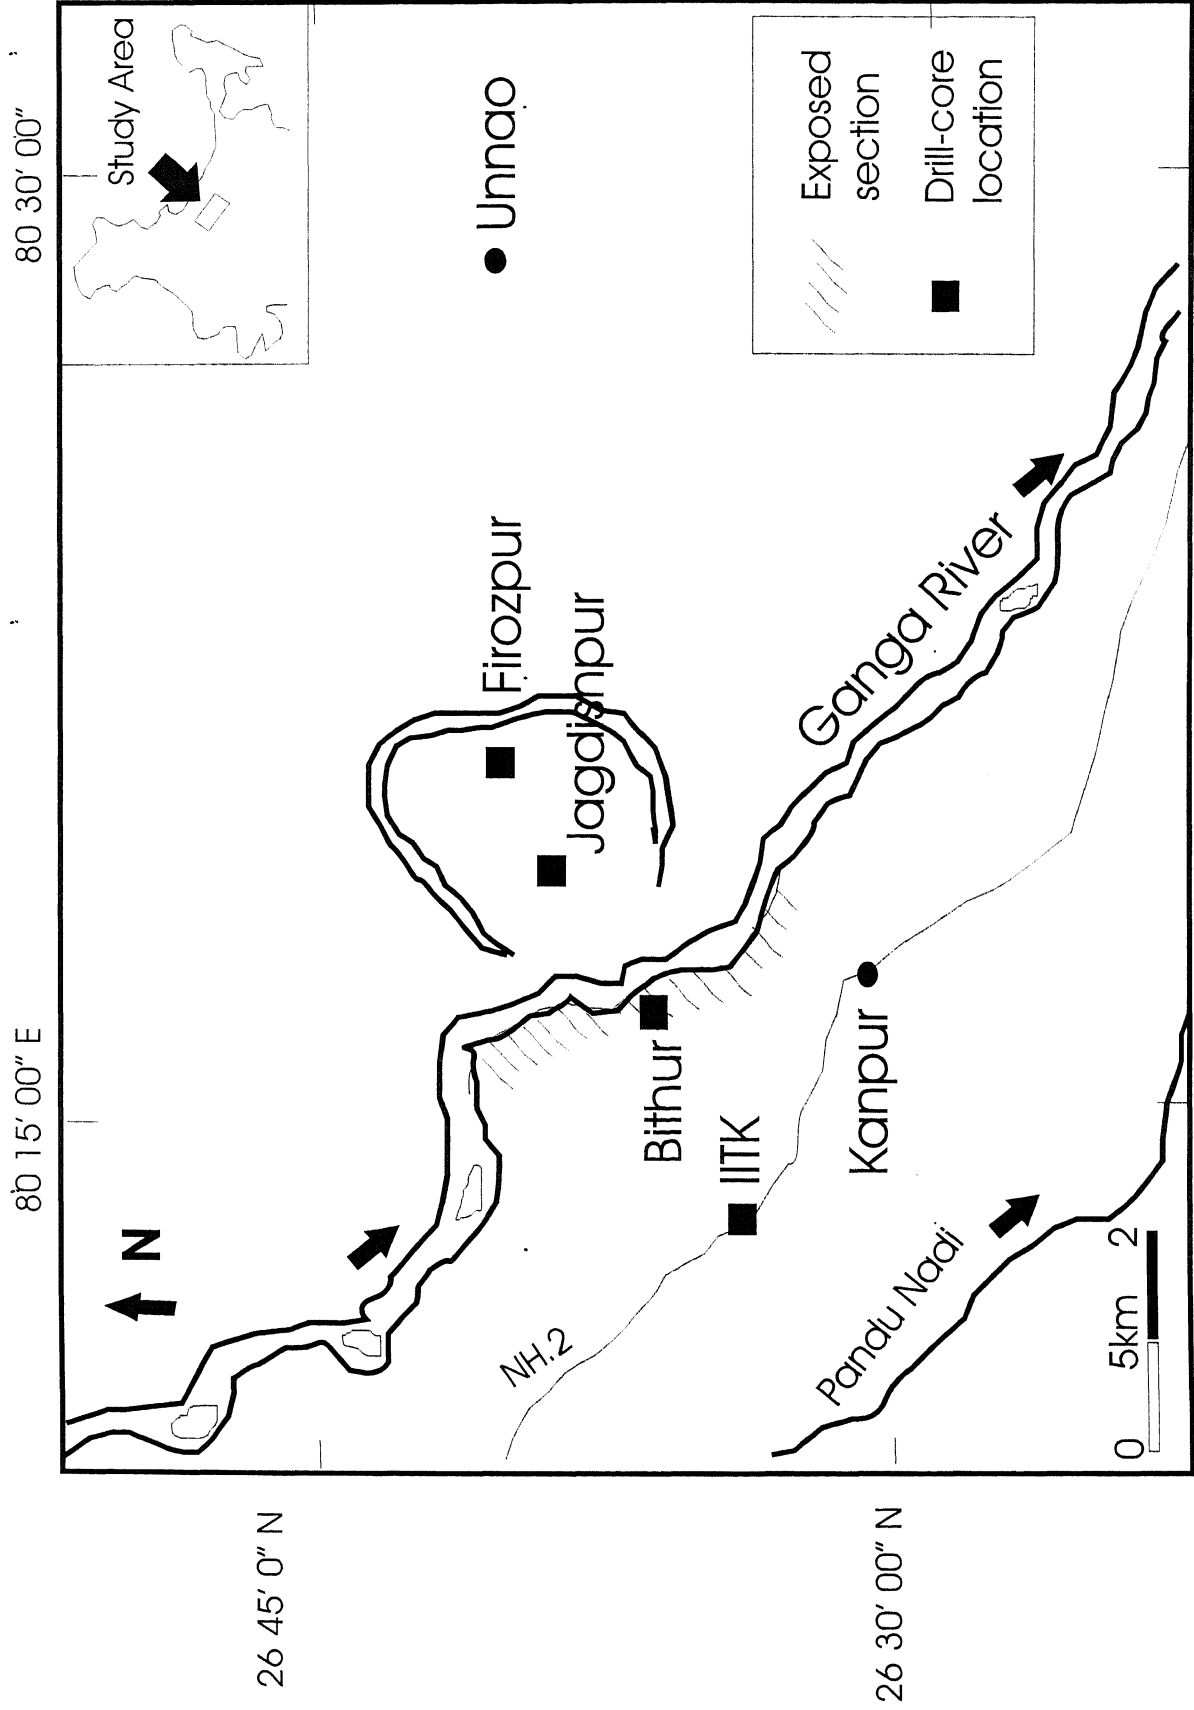 80 15' 00" E
80 30' 00"
26 45' 0" N
26 30' 00" N
N
Study Area
Unnao
Firozpur
Jagdishpur
Bithur
IITK
NH.2
Kanpur
Ganga River
Pandu Nadi
Exposed
section
Drill-core
location
0 5km 2